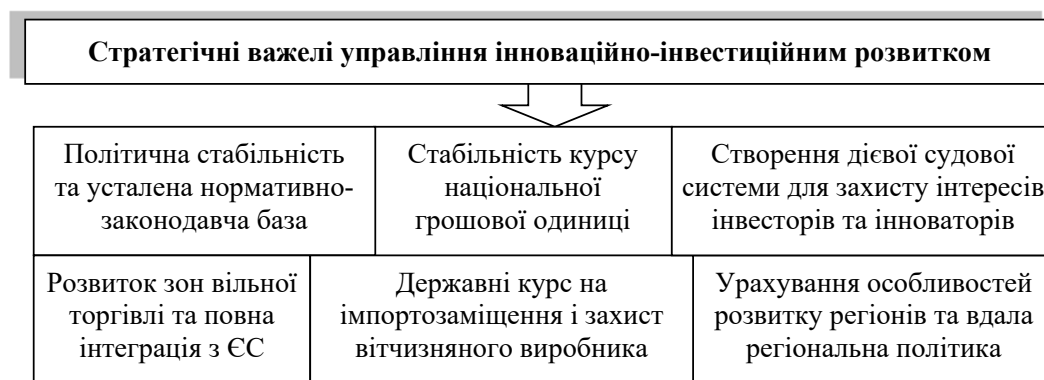 Стратегічні важелі управління інноваційно-інвестиційним розвитком
Політична стабільність
та усталена нормативно-
законодавча база
Стабільність курсу
національної
грошової одиниці
Створення дієвої судової
системи для захисту інтересів
інвесторів та інноваторів
Розвиток зон вільної
торгівлі та повна
інтеграція з ЄС
Державні курс на
імпортозаміщення і захист
вітчизняного виробника
Урахування особливостей
розвитку регіонів та вдала
регіональна політика